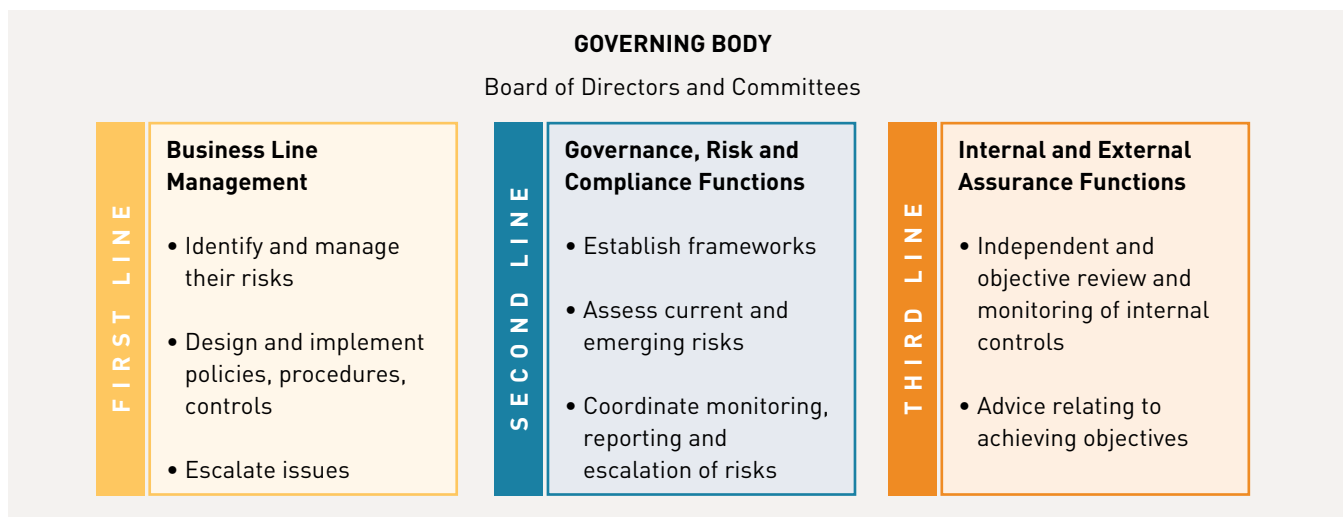 GOVERNING BODY
Board of Directors and Committees
FIRST LINE
Business Line
Management
• Identify and manage
their risks
• Design and implement
policies, procedures,
controls
• Escalate issues
SECOND LINE
Governance, Risk and
Compliance Functions
• Establish frameworks
• Assess current and
emerging risks
• Coordinate monitoring,
reporting and
escalation of risks
THIRD LINE
Internal and External
Assurance Functions
• Independent and
objective review and
monitoring of internal
controls
• Advice relating to
achieving objectives